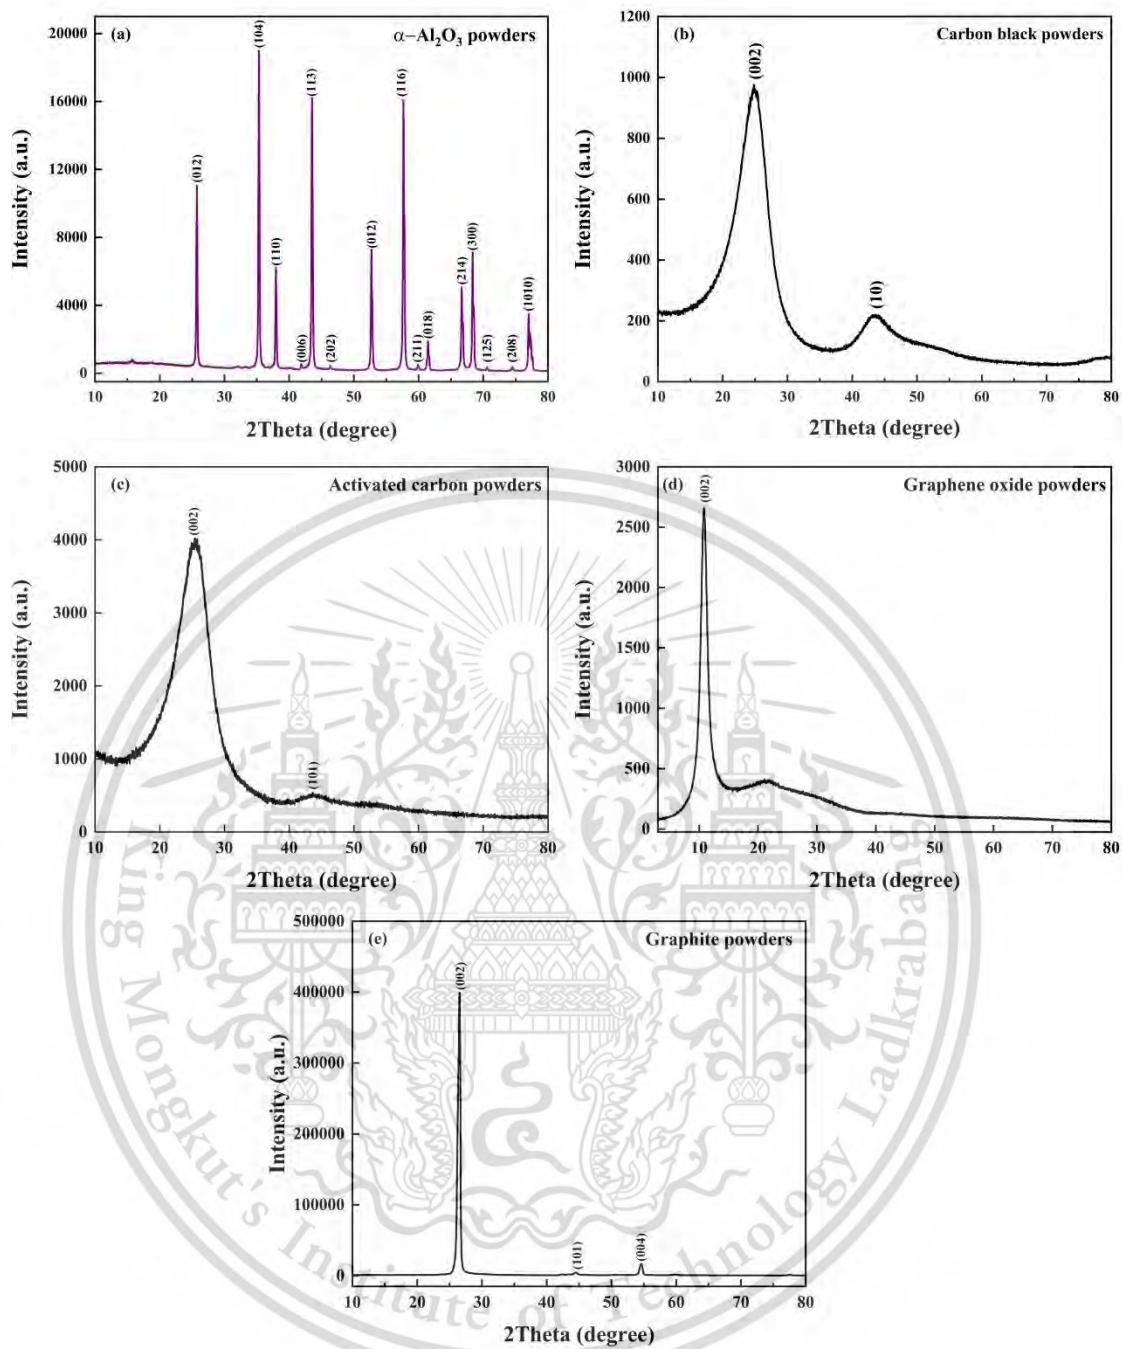 (a)
α–Al₂O₃ powders
Intensity (a.u.)
20000
16000
12000
8000
4000
0
(012)
(104)
(110)
(006)
(113)
(202)
(012)
(116)
(211)
(018)
(214)
(300)
(125)
(208)
(1010)
10 20 30 40 50 60 70 80
2Theta (degree)
(b)
Carbon black powders
Intensity (a.u.)
1200
1000
800
600
400
200
0
(002)
(10)
10 20 30 40 50 60 70 80
2Theta (degree)
(c)
Activated carbon powders
Intensity (a.u.)
5000
4000
3000
2000
1000
0
(002)
(101)
10 20 30 40 50 60 70 80
2Theta (degree)
(d)
Graphene oxide powders
Intensity (a.u.)
3000
2500
2000
1500
1000
500
0
(002)
10 20 30 40 50 60 70 80
2Theta (degree)
(e)
Graphite powders
Intensity (a.u.)
500000
400000
300000
200000
100000
0
(002)
(101)
(004)
10 20 30 40 50 60 70 80
2Theta (degree)
King Mongkut's Institute of Technology Ladkrabang